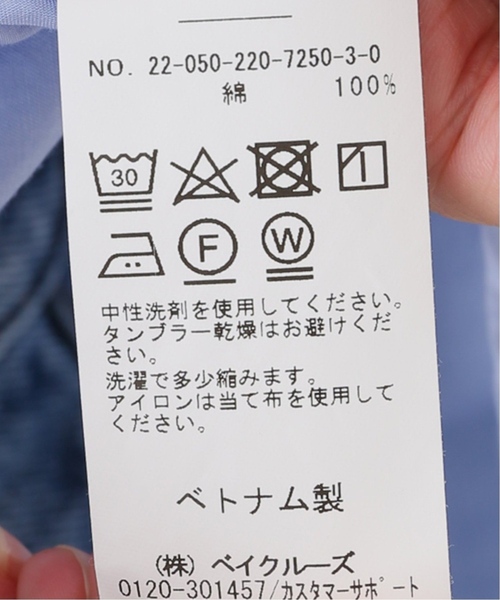 NO. 22-050-220-7250-3-0
綿 100%
30
F W
中性洗剤を使用してください。
タンブラー乾燥はお避けくだ
さい。
洗濯で多少縮みます。
アイロンは当て布を使用して
ください。
ベトナム製
(株) ベイクルーズ
0120-301457/カスタマーサポート